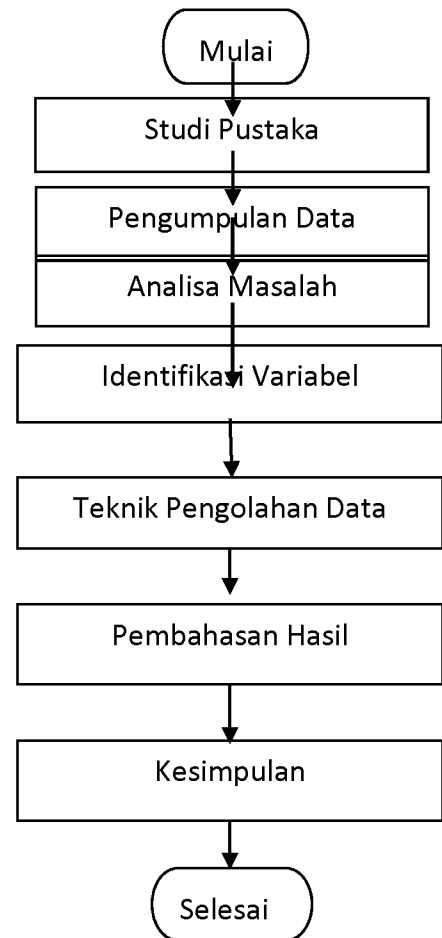 Mulai
Studi Pustaka
Pengumpulan Data
Analisa Masalah
Identifikasi Variabel
Teknik Pengolahan Data
Pembahasan Hasil
Kesimpulan
Selesai